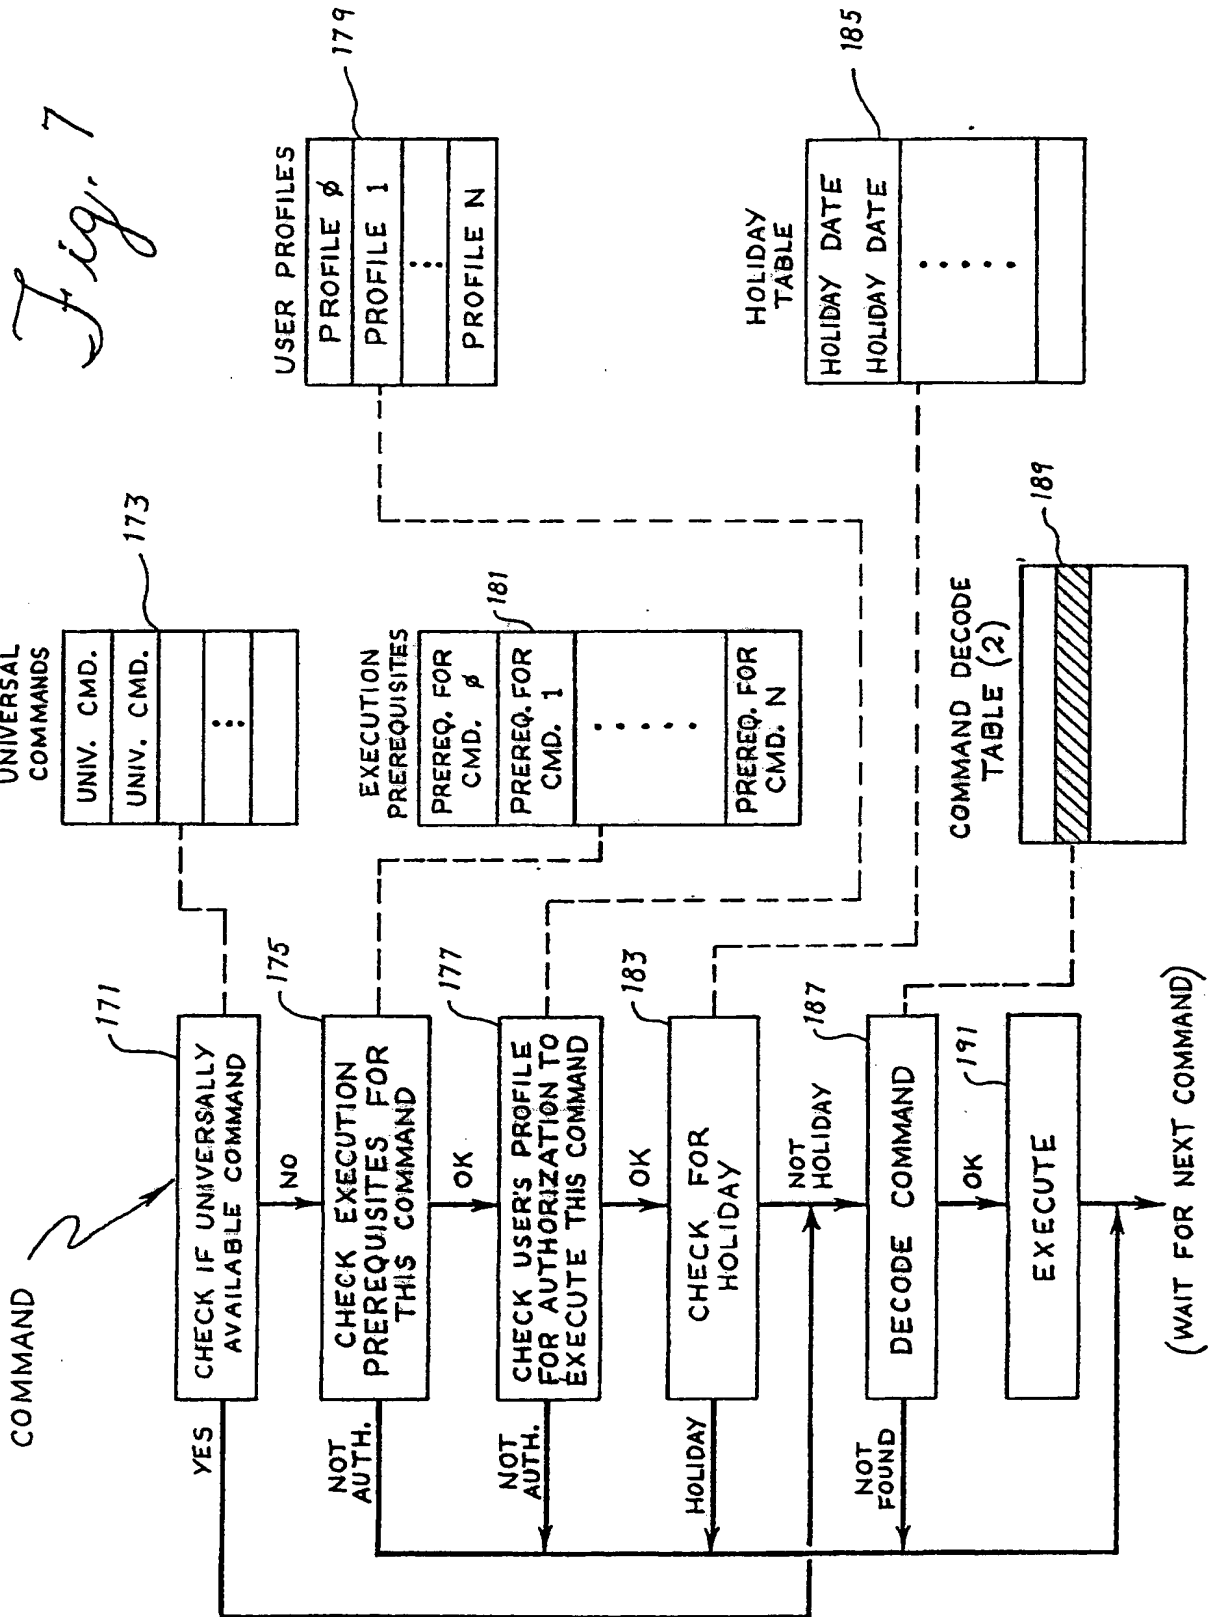 Fig. 7
COMMAND
171
CHECK IF UNIVERSALLY
AVAILABLE COMMAND
YES
NO
UNIVERSAL
COMMANDS
UNIV. CMD.
UNIV. CMD.
⋮
173
175
CHECK EXECUTION
PREREQUISITES FOR
THIS COMMAND
NOT
AUTH.
OK
EXECUTION
PREREQUISITES
PREREQ. FOR
CMD. ϕ
PREREQ. FOR
CMD. 1
.....
PREREQ. FOR
CMD. N
181
177
CHECK USER'S PROFILE
FOR AUTHORIZATION TO
EXECUTE THIS COMMAND
NOT
AUTH.
OK
USER PROFILES
PROFILE ϕ
PROFILE 1
⋮
PROFILE N
179
183
CHECK FOR
HOLIDAY
HOLIDAY
NOT
HOLIDAY
HOLIDAY
TABLE
HOLIDAY DATE
HOLIDAY DATE
.....
185
187
DECODE COMMAND
NOT
FOUND
OK
COMMAND DECODE
TABLE (2)
189
191
EXECUTE
(WAIT FOR NEXT COMMAND)